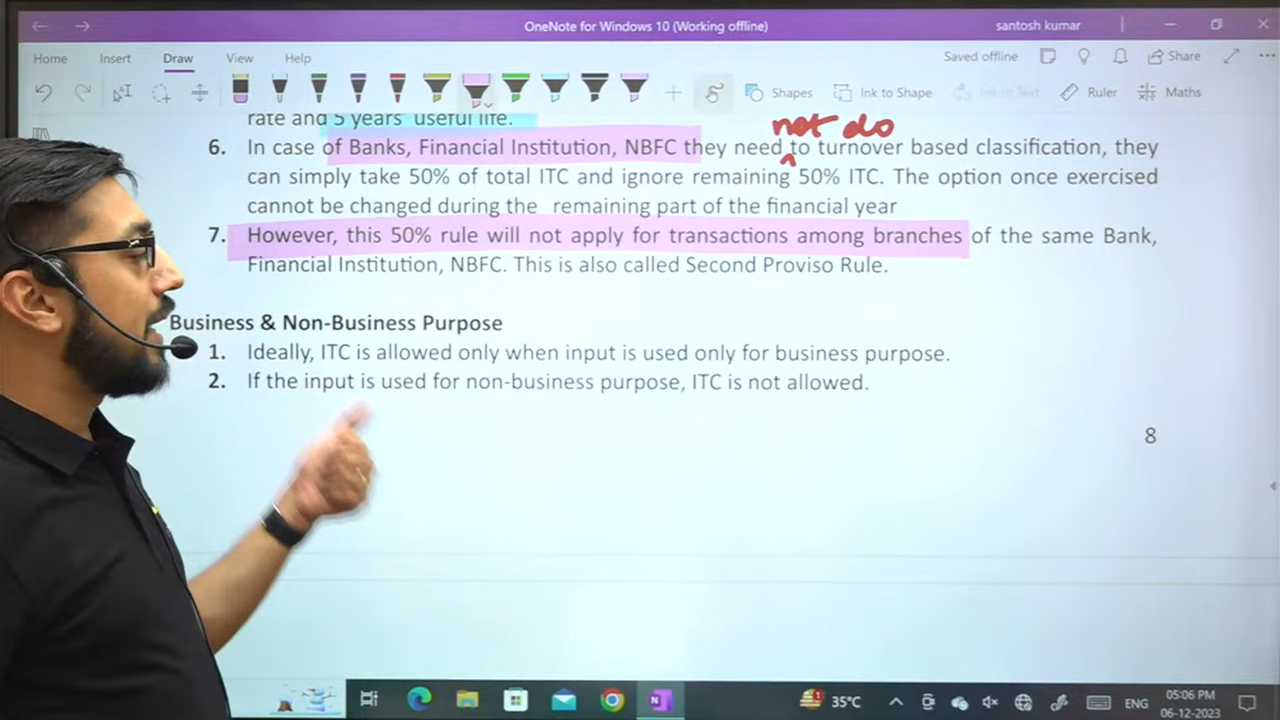 OneNote for Windows 10 (Working offline)
santosh kumar
Home Insert Draw View Help
Saved offline
Share
Shapes
Ink to Shape
Ink to Text
Ruler
Maths
rate and 5 years' useful life.
not do
6. In case of Banks, Financial Institution, NBFC they need to turnover based classification, they
can simply take 50% of total ITC and ignore remaining 50% ITC. The option once exercised
cannot be changed during the remaining part of the financial year
7. However, this 50% rule will not apply for transactions among branches of the same Bank,
Financial Institution, NBFC. This is also called Second Proviso Rule.
Business & Non-Business Purpose
1. Ideally, ITC is allowed only when input is used only for business purpose.
2. If the input is used for non-business purpose, ITC is not allowed.
8
35°C
ENG
05:06 PM
06-12-2023